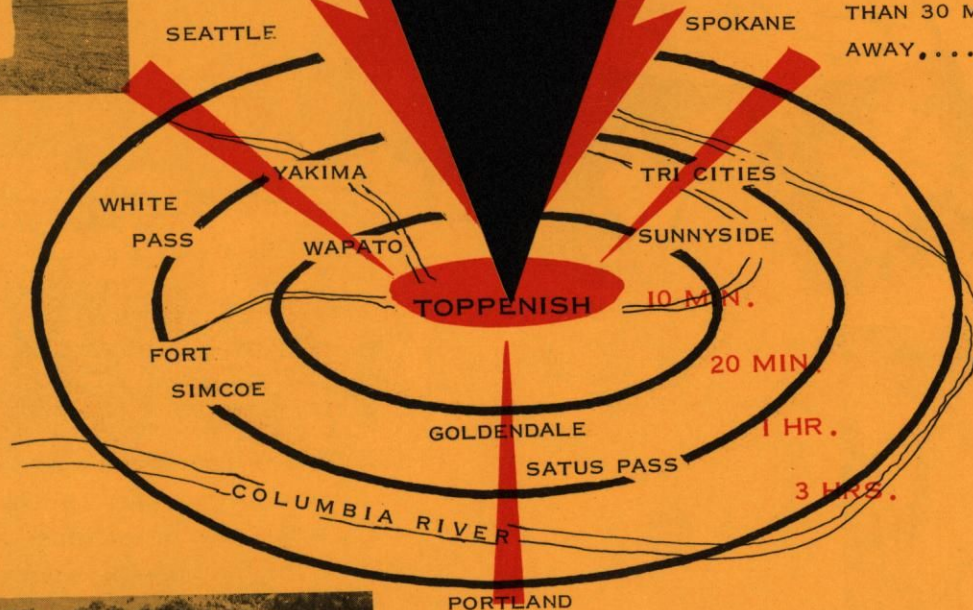 SEATTLE
SPOKANE
THAN 30
AWAY....
YAKIMA
TRI CITIES
WHITE
PASS
WAPATO
SUNNYSIDE
TOPPENISH
10 MIN.
FORT
SIMCOE
20 MIN.
GOLDENDALE
1 HR.
SATUS PASS
COLUMBIA RIVER
3 HRS.
PORTLAND